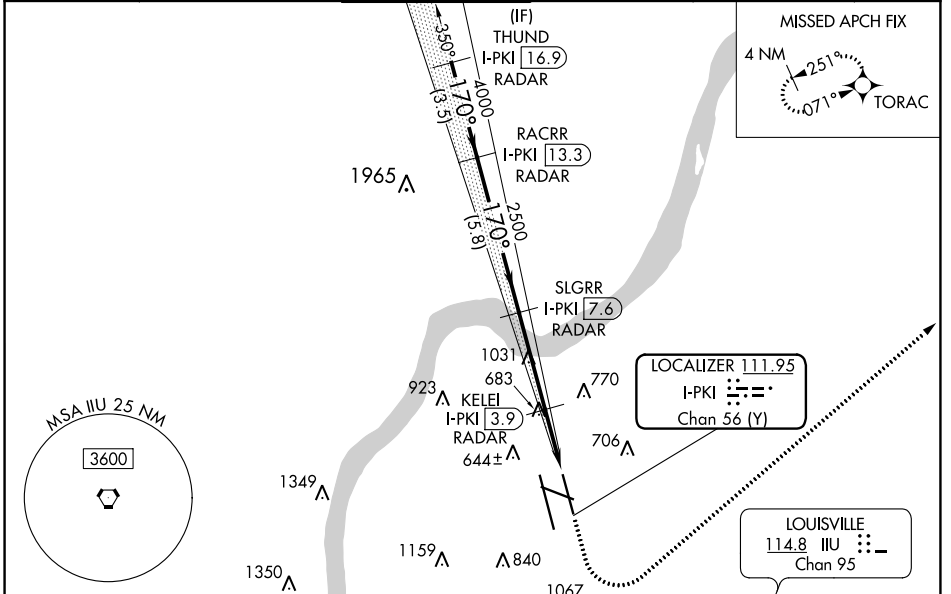 (IF)
THUND
I-PKI 16.9
RADAR
350°
170°
4000
(3.5)
RACRR
I-PKI 13.3
RADAR
1965
170°
2500
(5.8)
SLGRR
I-PKI 7.6
RADAR
1031
683
923
KELEI
I-PKI 3.9
RADAR
644±
770
706
MISSED APCH FIX
4 NM
251°
071°
TORAC
LOCALIZER 111.95
I-PKI
Chan 56 (Y)
MSA IIU 25 NM
3600
1349
1350
1159
840
1067
LOUISVILLE
114.8 IIU
Chan 95